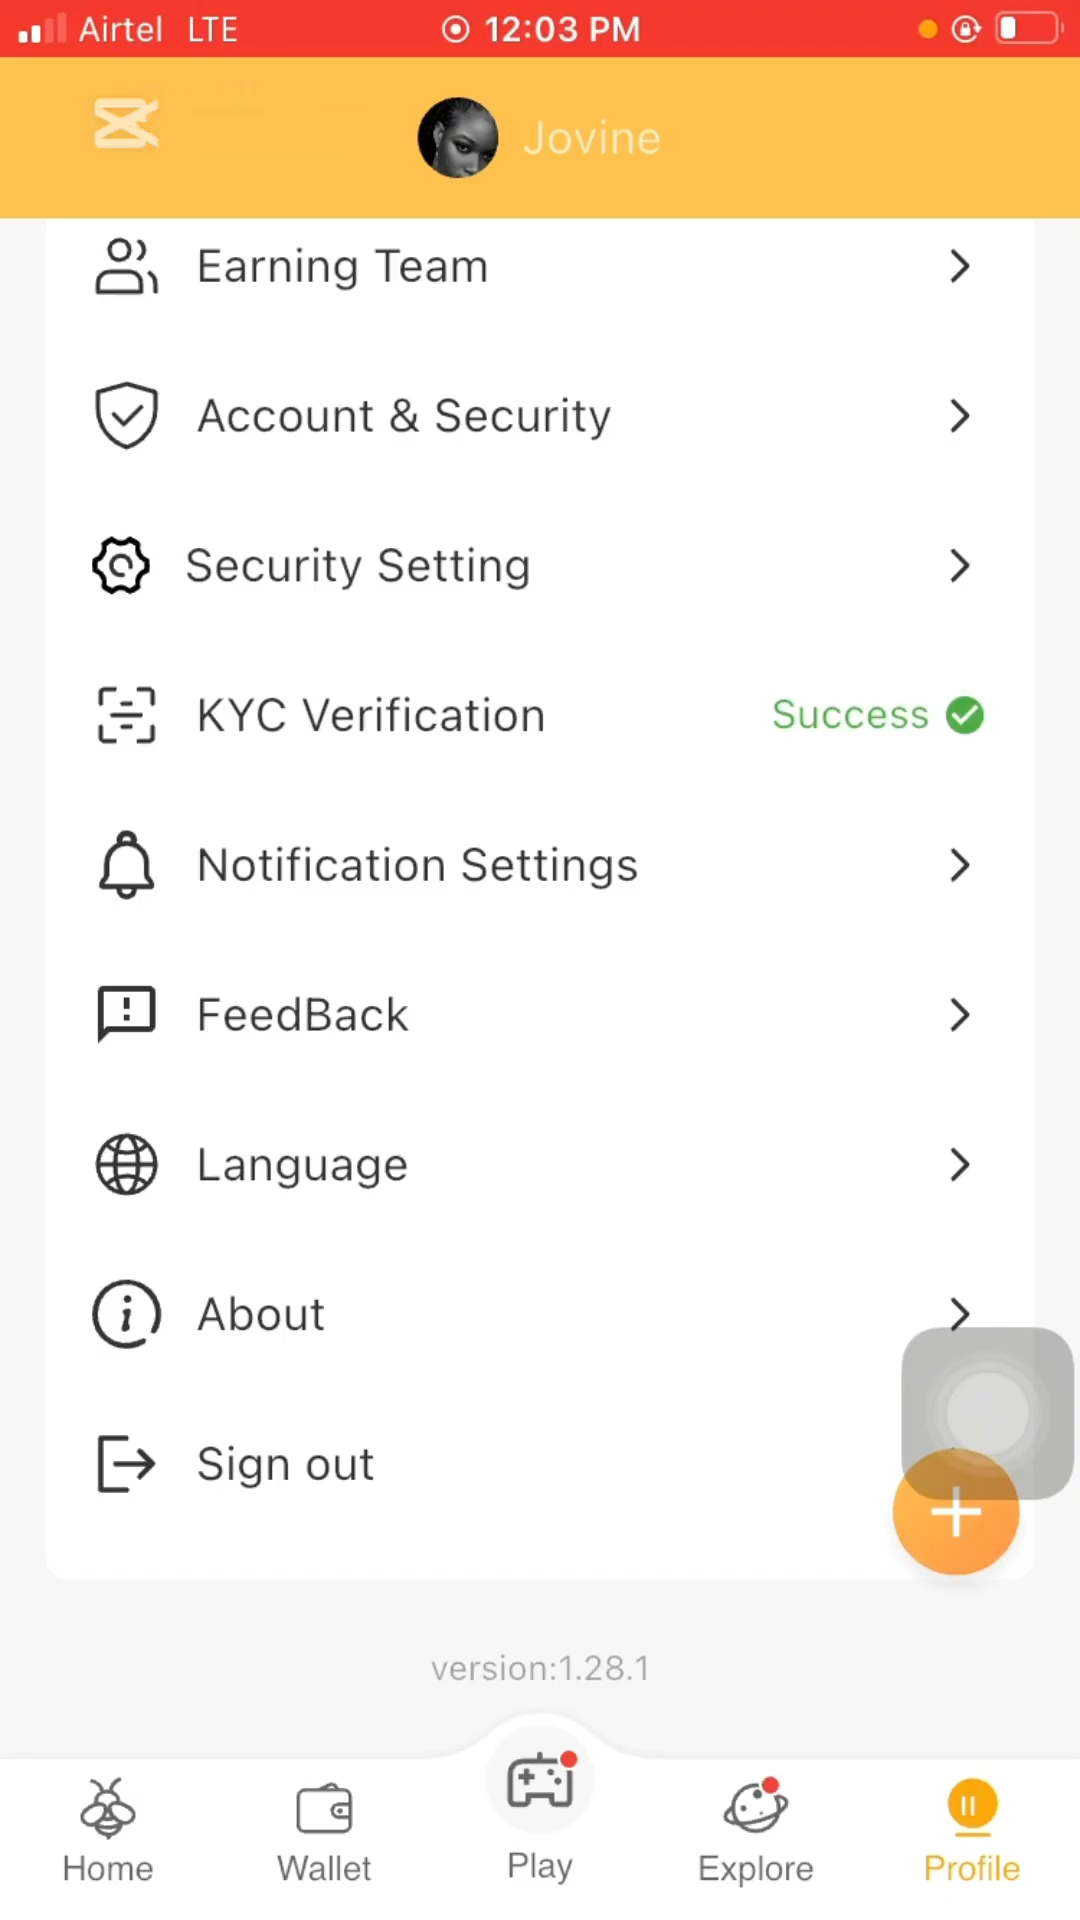 Airtel LTE 12:03 PM
Jovine
Earning Team
Account & Security
Security Setting
KYC Verification Success
Notification Settings
FeedBack
Language
About
Sign out
version:1.28.1
Home Wallet Play Explore Profile